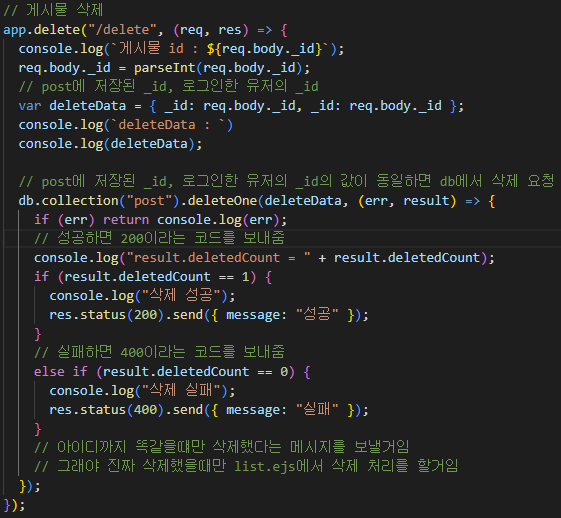 // 게시물 삭제
app.delete("/delete", (req, res) => {
  console.log(`게시물 id : ${req.body._id}`);
  req.body._id = parseInt(req.body._id);
  // post에 저장된 _id, 로그인한 유저의 _id
  var deleteData = { _id: req.body._id, _id: req.body._id };
  console.log(`deleteData : `)
  console.log(deleteData);

  // post에 저장된 _id, 로그인한 유저의 _id의 값이 동일하면 db에서 삭제 요청
  db.collection("post").deleteOne(deleteData, (err, result) => {
    if (err) return console.log(err);
    // 성공하면 200이라는 코드를 보내줌
    console.log("result.deletedCount = " + result.deletedCount);
    if (result.deletedCount == 1) {
      console.log("삭제 성공");
      res.status(200).send({ message: "성공" });
    }
    // 실패하면 400이라는 코드를 보내줌
    else if (result.deletedCount == 0) {
      console.log("삭제 실패");
      res.status(400).send({ message: "실패" });
    }
    // 아이디까지 똑같을때만 삭제했다는 메시지를 보낼거임
    // 그래야 진짜 삭제했을때만 list.ejs에서 삭제 처리를 할거임
  });
});